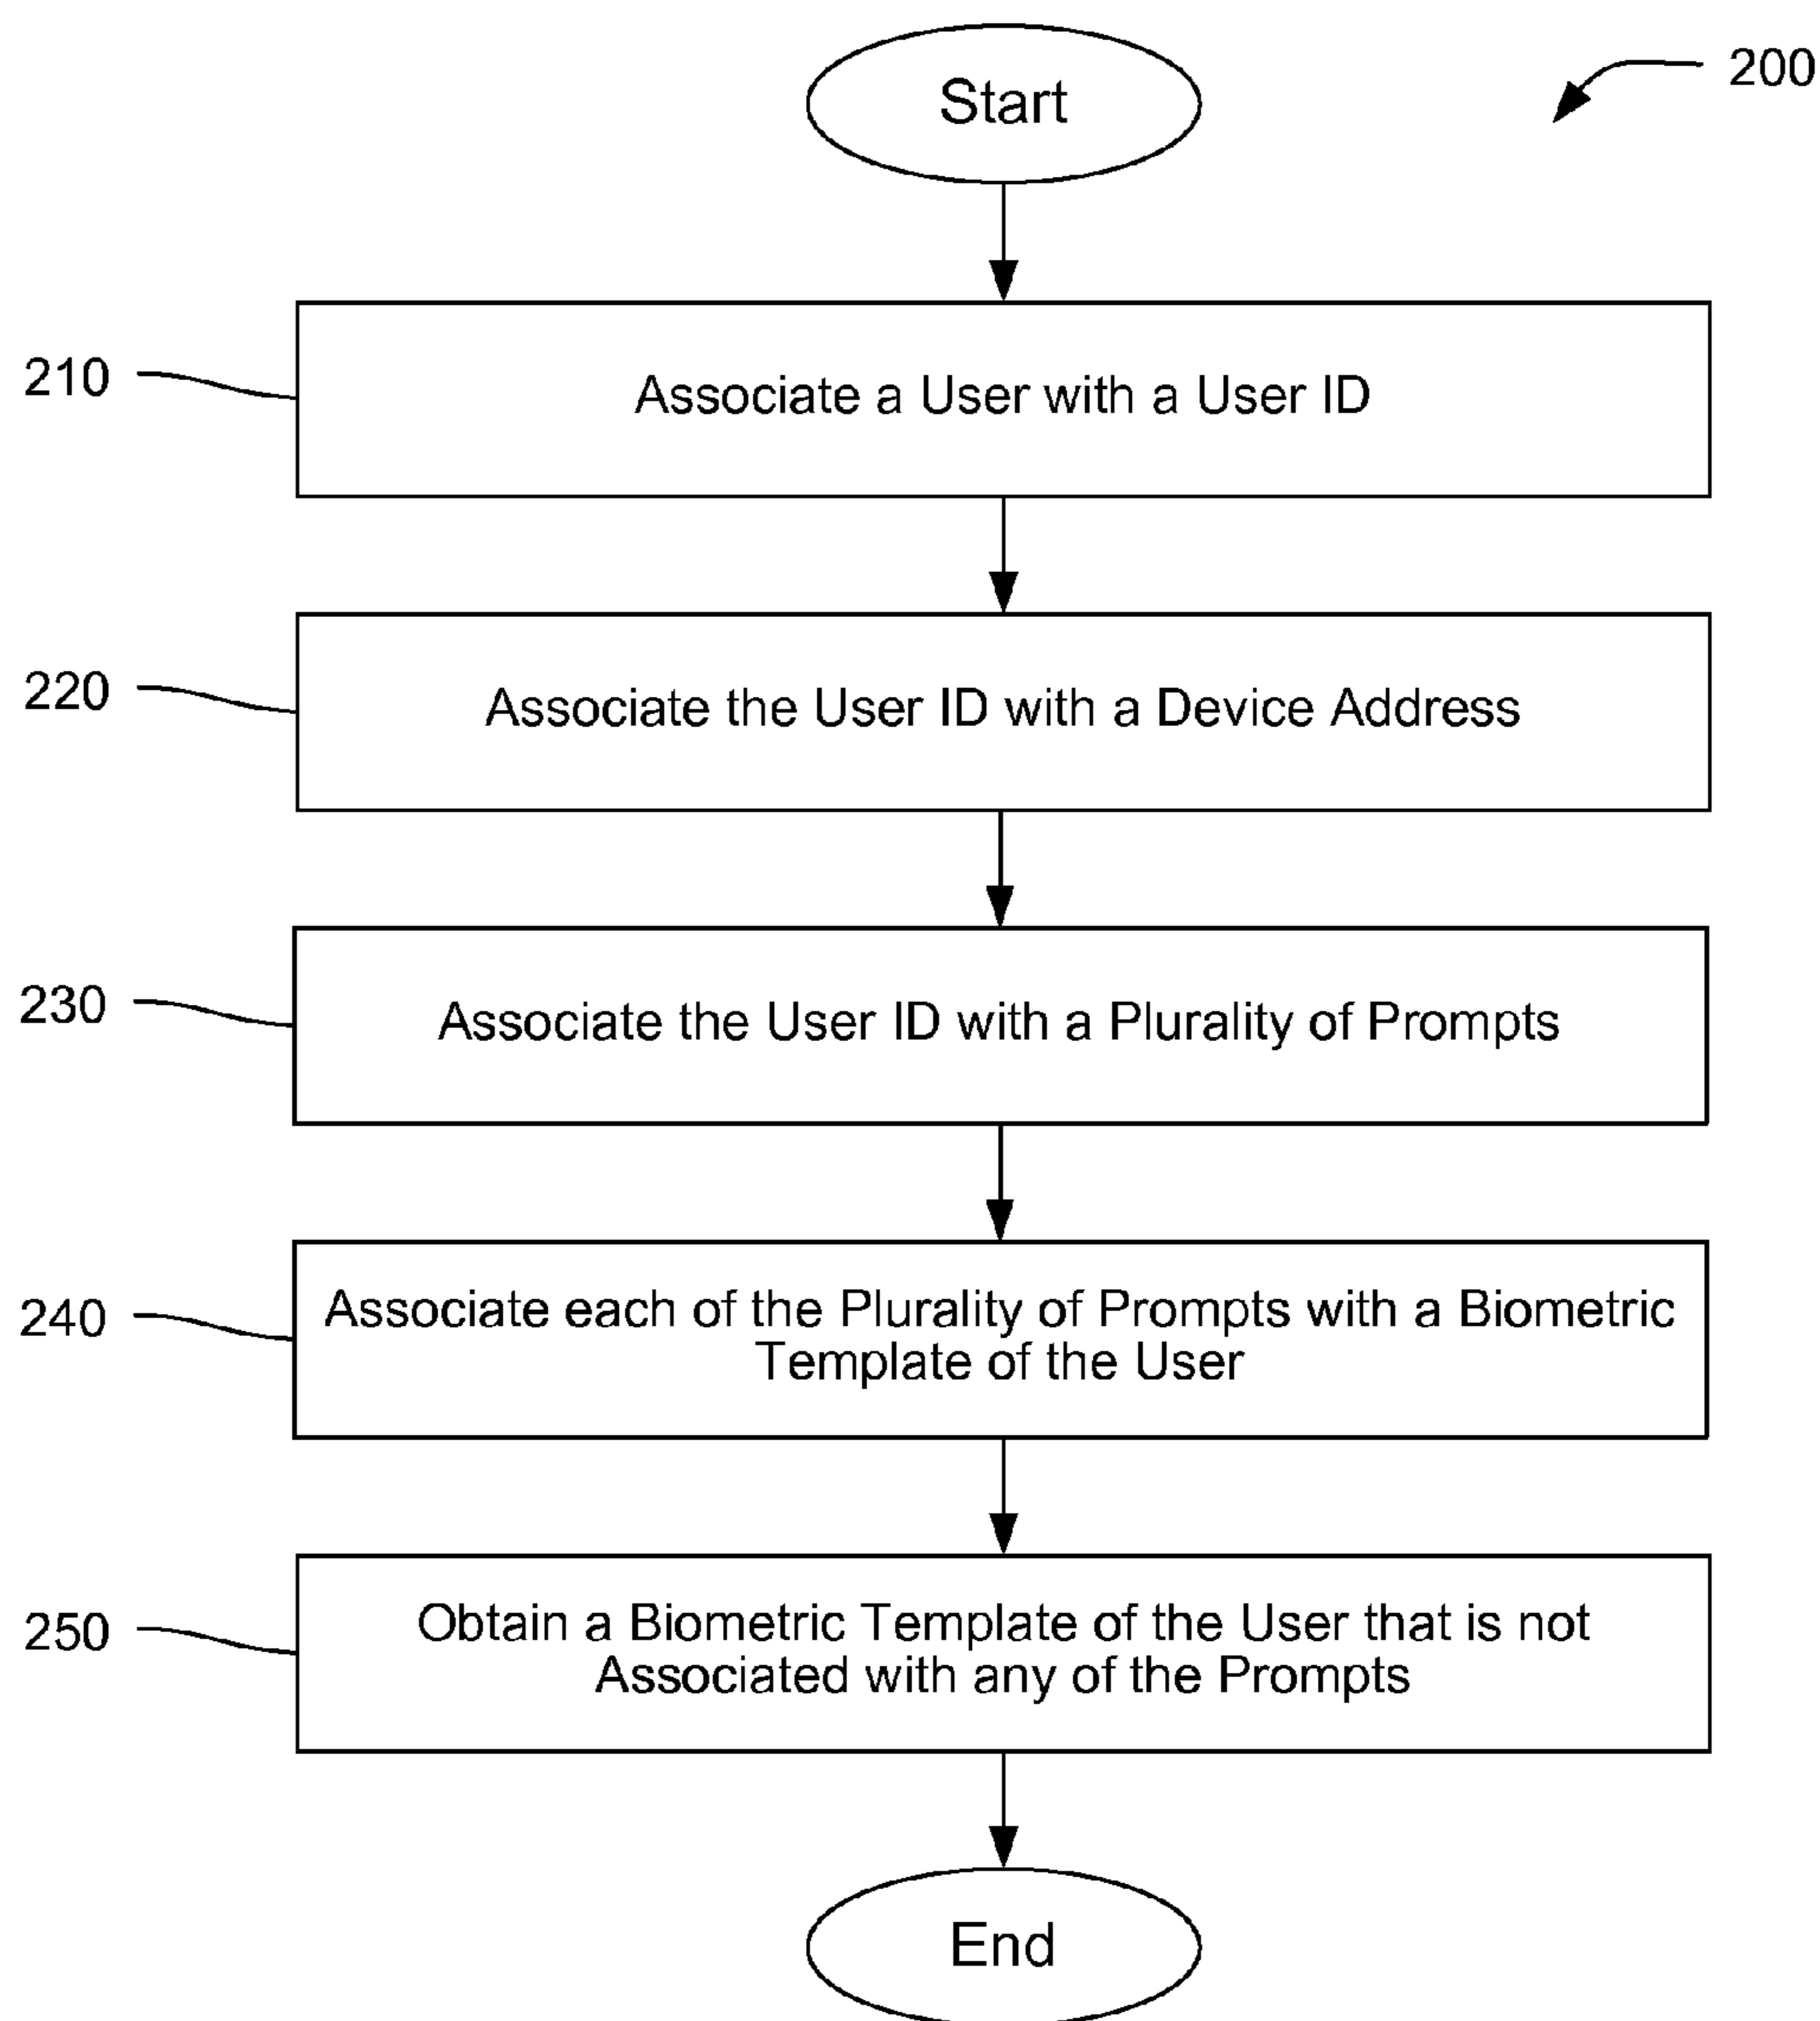 Start
200
210
Associate a User with a User ID
220
Associate the User ID with a Device Address
230
Associate the User ID with a Plurality of Prompts
240
Associate each of the Plurality of Prompts with a Biometric
Template of the User
250
Obtain a Biometric Template of the User that is not
Associated with any of the Prompts
End